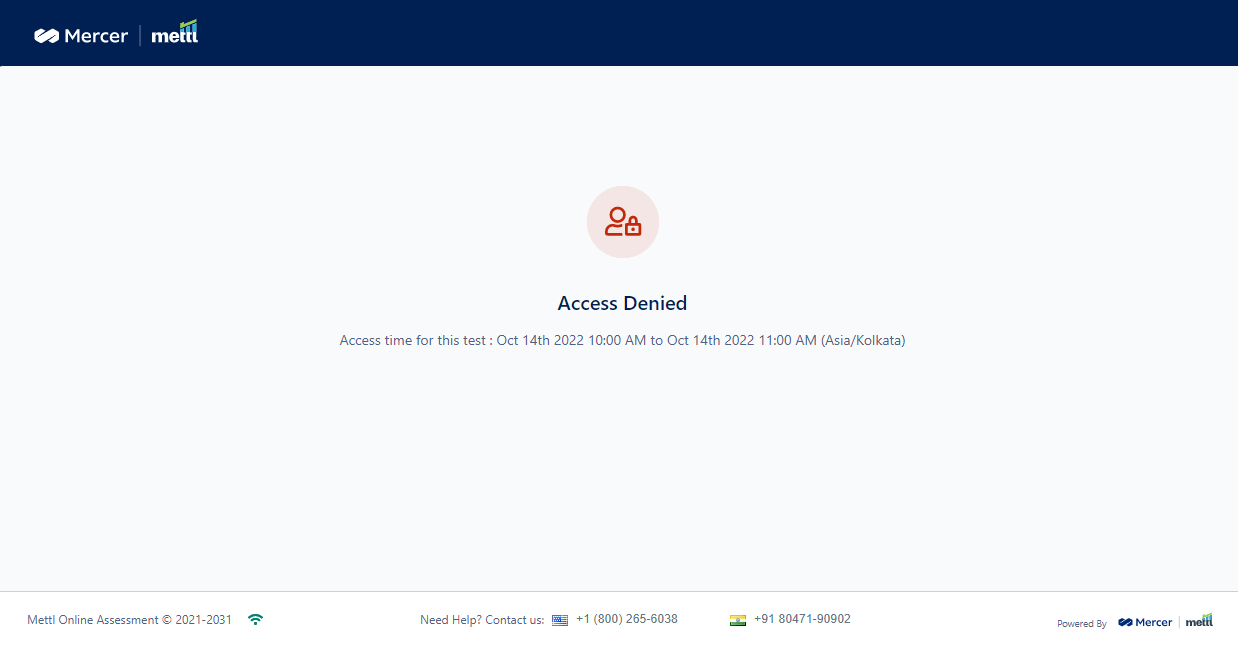 Mercer mettl
Access Denied
Access time for this test : Oct 14th 2022 10:00 AM to Oct 14th 2022 11:00 AM (Asia/Kolkata)
Mettl Online Assessment © 2021-2031 Need Help? Contact us: +1 (800) 265-6038 +91 80471-90902 Powered By Mercer mettl